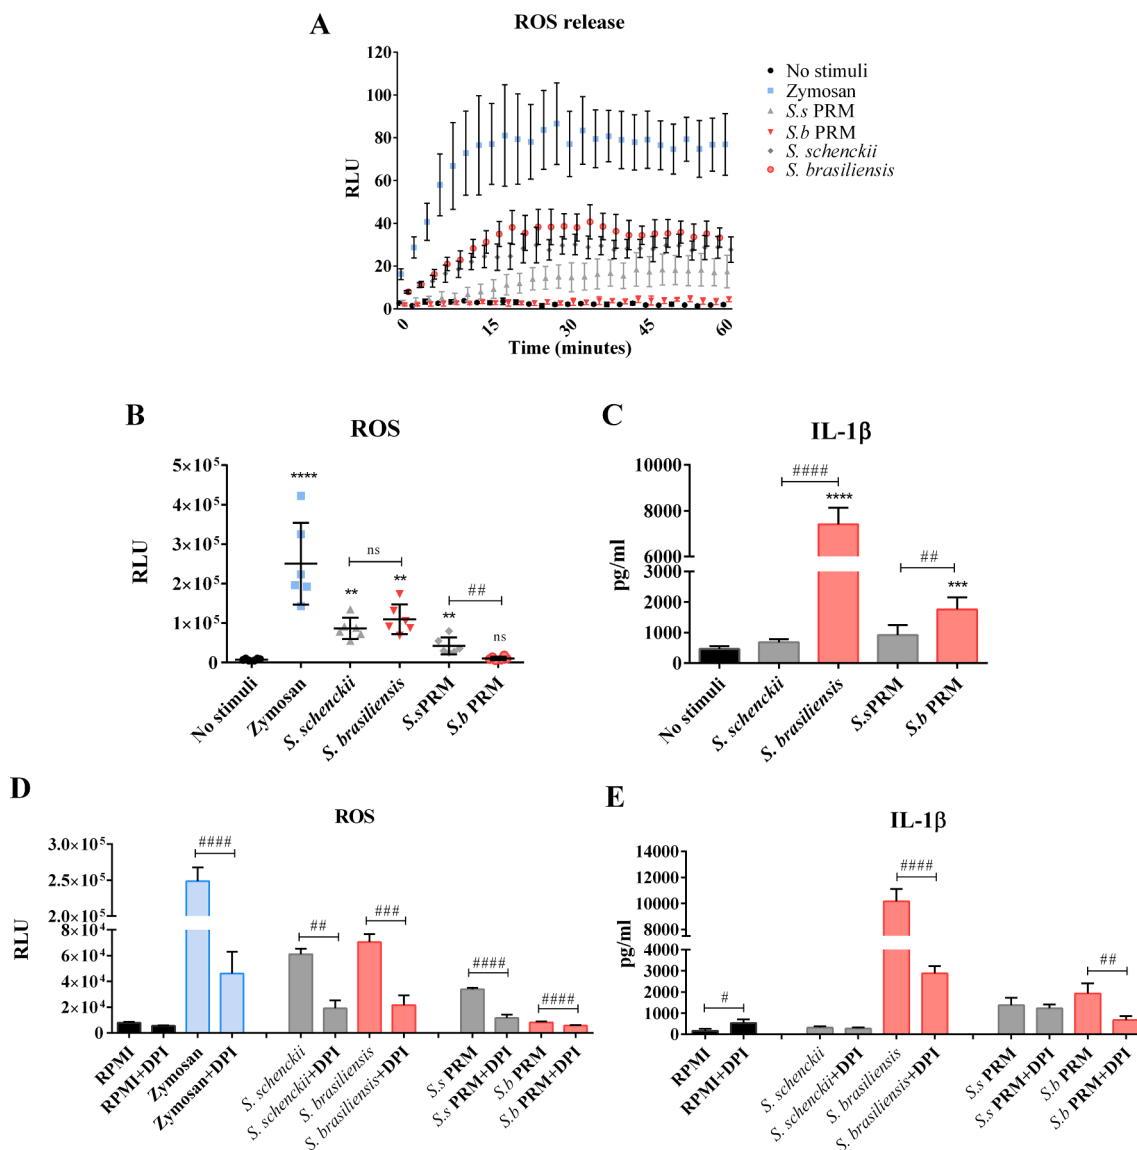 A
ROS release
120
100
80
60
40
20
0
RLU
0
15
30
45
60
Time (minutes)
No stimuli
Zymosan
S.s PRM
S.b PRM
S. schenckii
S. brasiliensis
B
ROS
5×10⁵
4×10⁵
3×10⁵
2×10⁵
1×10⁵
0
RLU
****
**
ns
**
**
##
ns
No stimuli
Zymosan
S. schenckii
S. brasiliensis
S.sPRM
S.b PRM
C
IL-1β
10000
8000
6000
3000
2000
1000
0
pg/ml
####
****
##
***
No stimuli
S. schenckii
S. brasiliensis
S.sPRM
S.b PRM
D
ROS
3.0×10⁵
2.5×10⁵
2.0×10⁵
8×10⁴
6×10⁴
4×10⁴
2×10⁴
0
RLU
####
##
###
####
####
RPMI
RPMI+DPI
Zymosan
Zymosan+DPI
S. schenckii
S. schenckii+DPI
S. brasiliensis
S. brasiliensis+DPI
S.s PRM
S.s PRM+DPI
S.b PRM
S.b PRM+DPI
E
IL-1β
14000
12000
10000
8000
6000
4000
3000
2000
1000
0
pg/ml
#
####
##
RPMI
RPMI+DPI
S. schenckii
S. schenckii+DPI
S. brasiliensis
S. brasiliensis+DPI
S.s PRM
S.s PRM+DPI
S.b PRM
S.b PRM+DPI